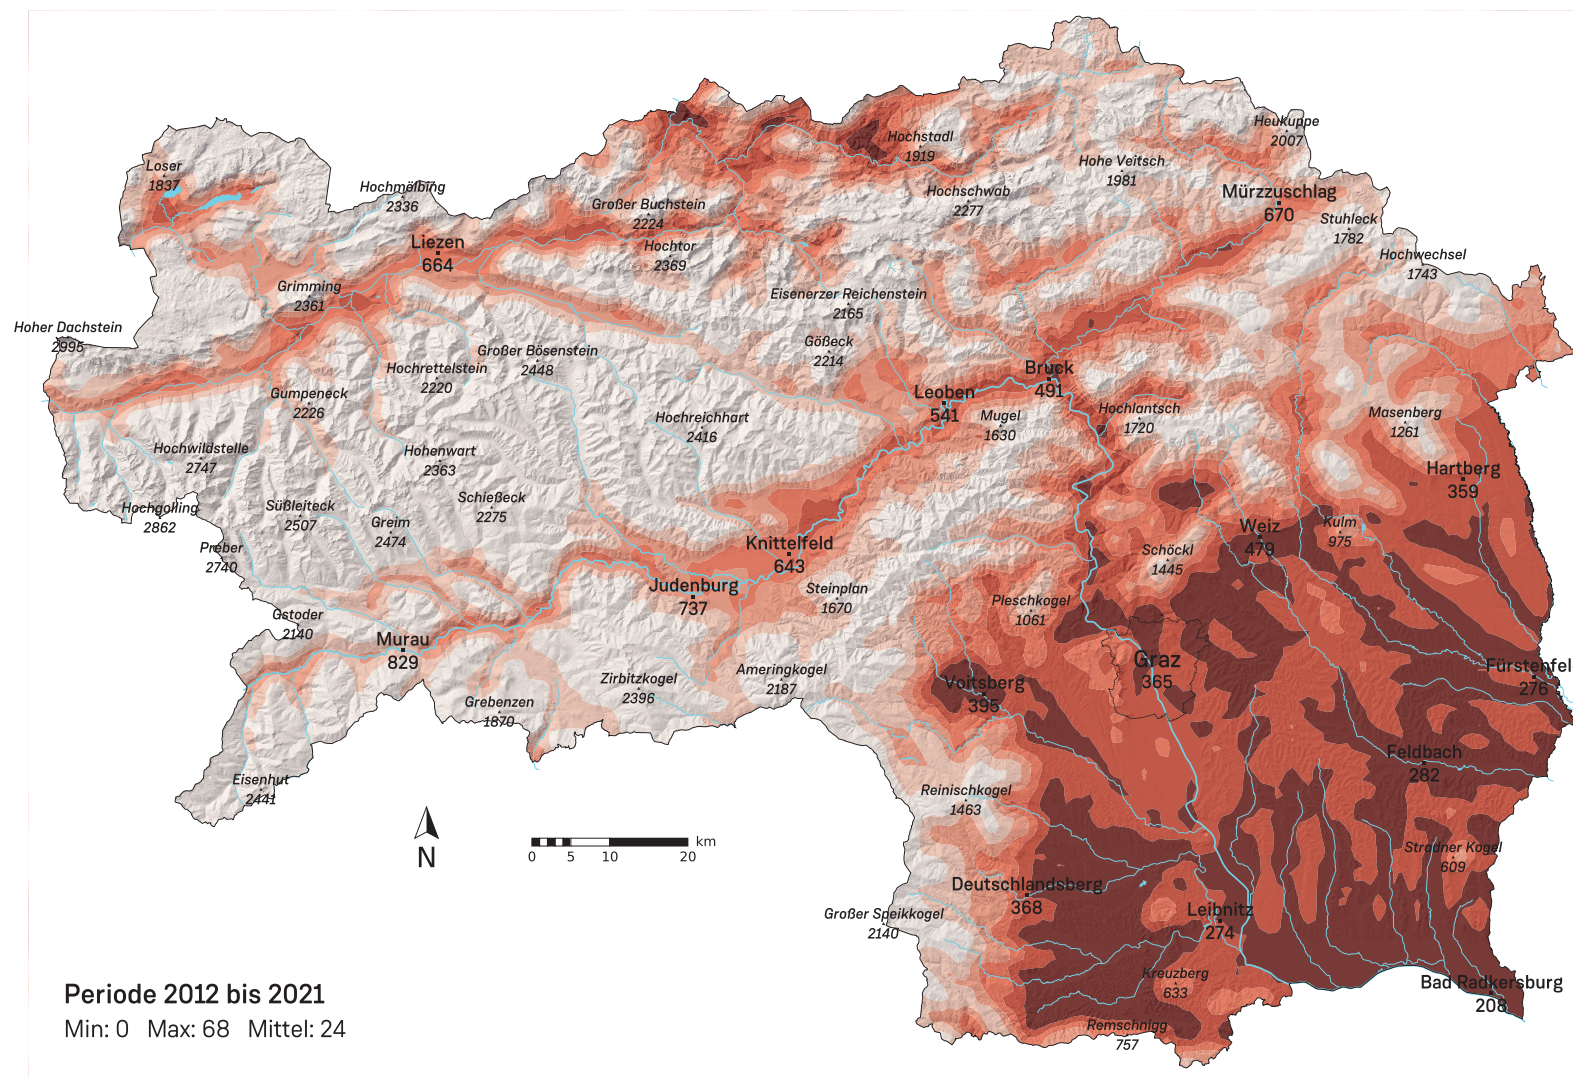 Heukuppe
2007
Hochstadl
1919
Hohe Veitsch
1981
Loser
1837
Hochmölbing
2336
Hochschwab
2277
Mürzzuschlag
670
Großer Buchstein
2224
Stuhleck
1782
Liezen
664
Hochtor
2369
Hochwechsel
1743
Grimming
2361
Eisenerzer Reichenstein
2165
Hoher Dachstein
2995
Gößeck
2214
Großer Bösenstein
2448
Hochrettelstein
2220
Bruck
491
Gumpeneck
2226
Leoben
541
Hochreichhart
2416
Mugel
1630
Hochlantsch
1720
Masenberg
1261
Hochwildstelle
2747
Hohenwart
2363
Hartberg
359
Hochgolling
2862
Süßleiteck
2507
Schießeck
2275
Greim
2474
Weiz
479
Kulm
975
Preber
2740
Knittelfeld
643
Schöckl
1445
Judenburg
737
Steinplan
1670
Pleschkogel
1061
Gstoder
2140
Murau
829
Graz
365
Fürstenfel
276
Zirbitzkogel
2396
Ameringkogel
2187
Voitsberg
395
Grebenzen
1870
Feldbach
282
Eisenhut
2441
Reinischkogel
1463
N
0 5 10 20 km
Stradner Kogel
609
Deutschlandsberg
368
Großer Speikkogel
2140
Leibnitz
274
Kreuzberg
633
Bad Radkersburg
208
Remschnigg
757
Periode 2012 bis 2021
Min: 0 Max: 68 Mittel: 24